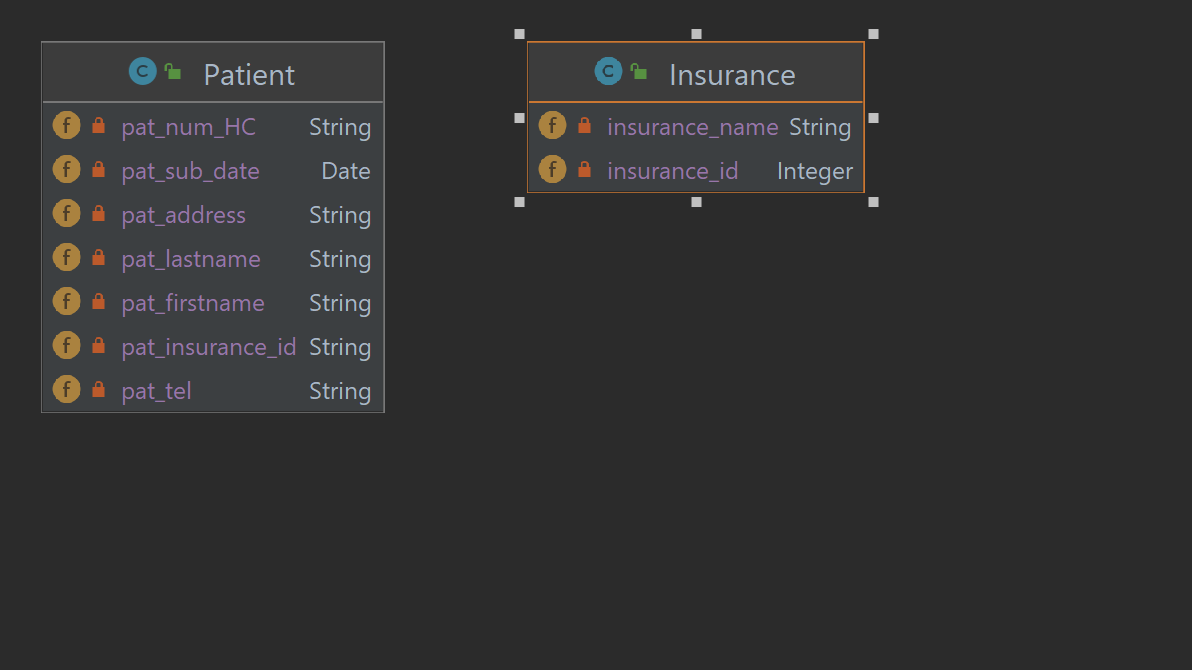 C Patient
f pat_num_HC String
f pat_sub_date Date
f pat_address String
f pat_lastname String
f pat_firstname String
f pat_insurance_id String
f pat_tel String
C Insurance
f insurance_name String
f insurance_id Integer